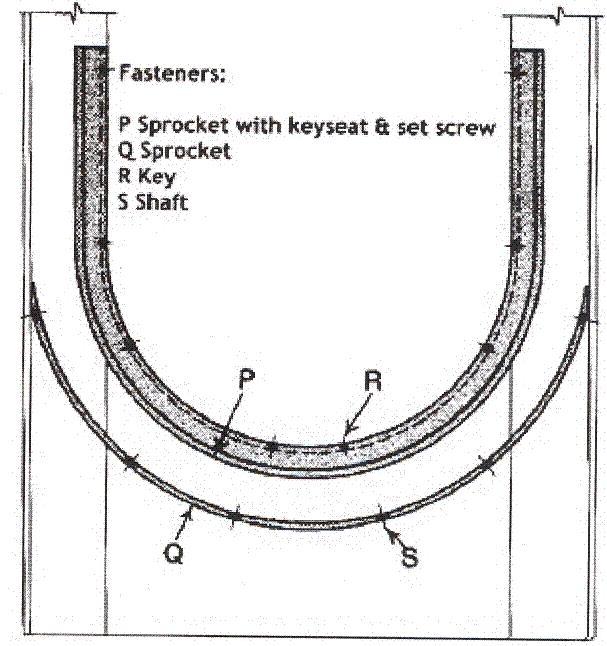 Fasteners:
P Sprocket with keyseat & set screw
Q Sprocket
R Key
S Shaft
P
R
Q
S